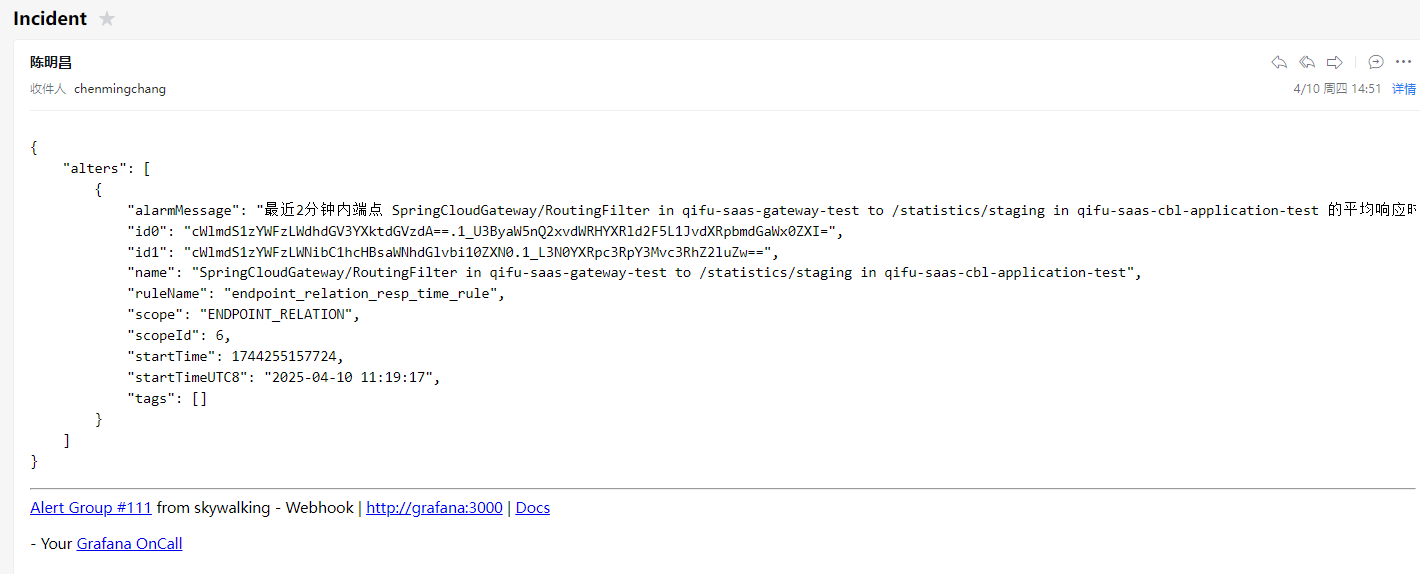 Incident
陈明昌
收件人 chenmingchang
4/10 周四 14:51 详情
{
"alters": [
{
"alarmMessage": "最近2分钟内端点 SpringCloudGateway/RoutingFilter in qifu-saas-gateway-test to /statistics/staging in qifu-saas-cbl-application-test 的平均响应时
"id0": "cWlmdS1zYWFzLWdhdGV3YXktdGVzdA==.1_U3ByaW5nQ2xvdWRHYXRld2F5L1JvdXRpbmdGaWx0ZXI=",
"id1": "cWlmdS1zYWFzLWNibC1hcHBsaWNhdGlvbi10ZXN0.1_L3N0YXRpc3RpY3Mvc3RhZ2luZw==",
"name": "SpringCloudGateway/RoutingFilter in qifu-saas-gateway-test to /statistics/staging in qifu-saas-cbl-application-test",
"ruleName": "endpoint_relation_resp_time_rule",
"scope": "ENDPOINT_RELATION",
"scopeId": 6,
"startTime": 1744255157724,
"startTimeUTC8": "2025-04-10 11:19:17",
"tags": []
}
]
}
Alert Group #111 from skywalking - Webhook | http://grafana:3000 | Docs
- Your Grafana OnCall